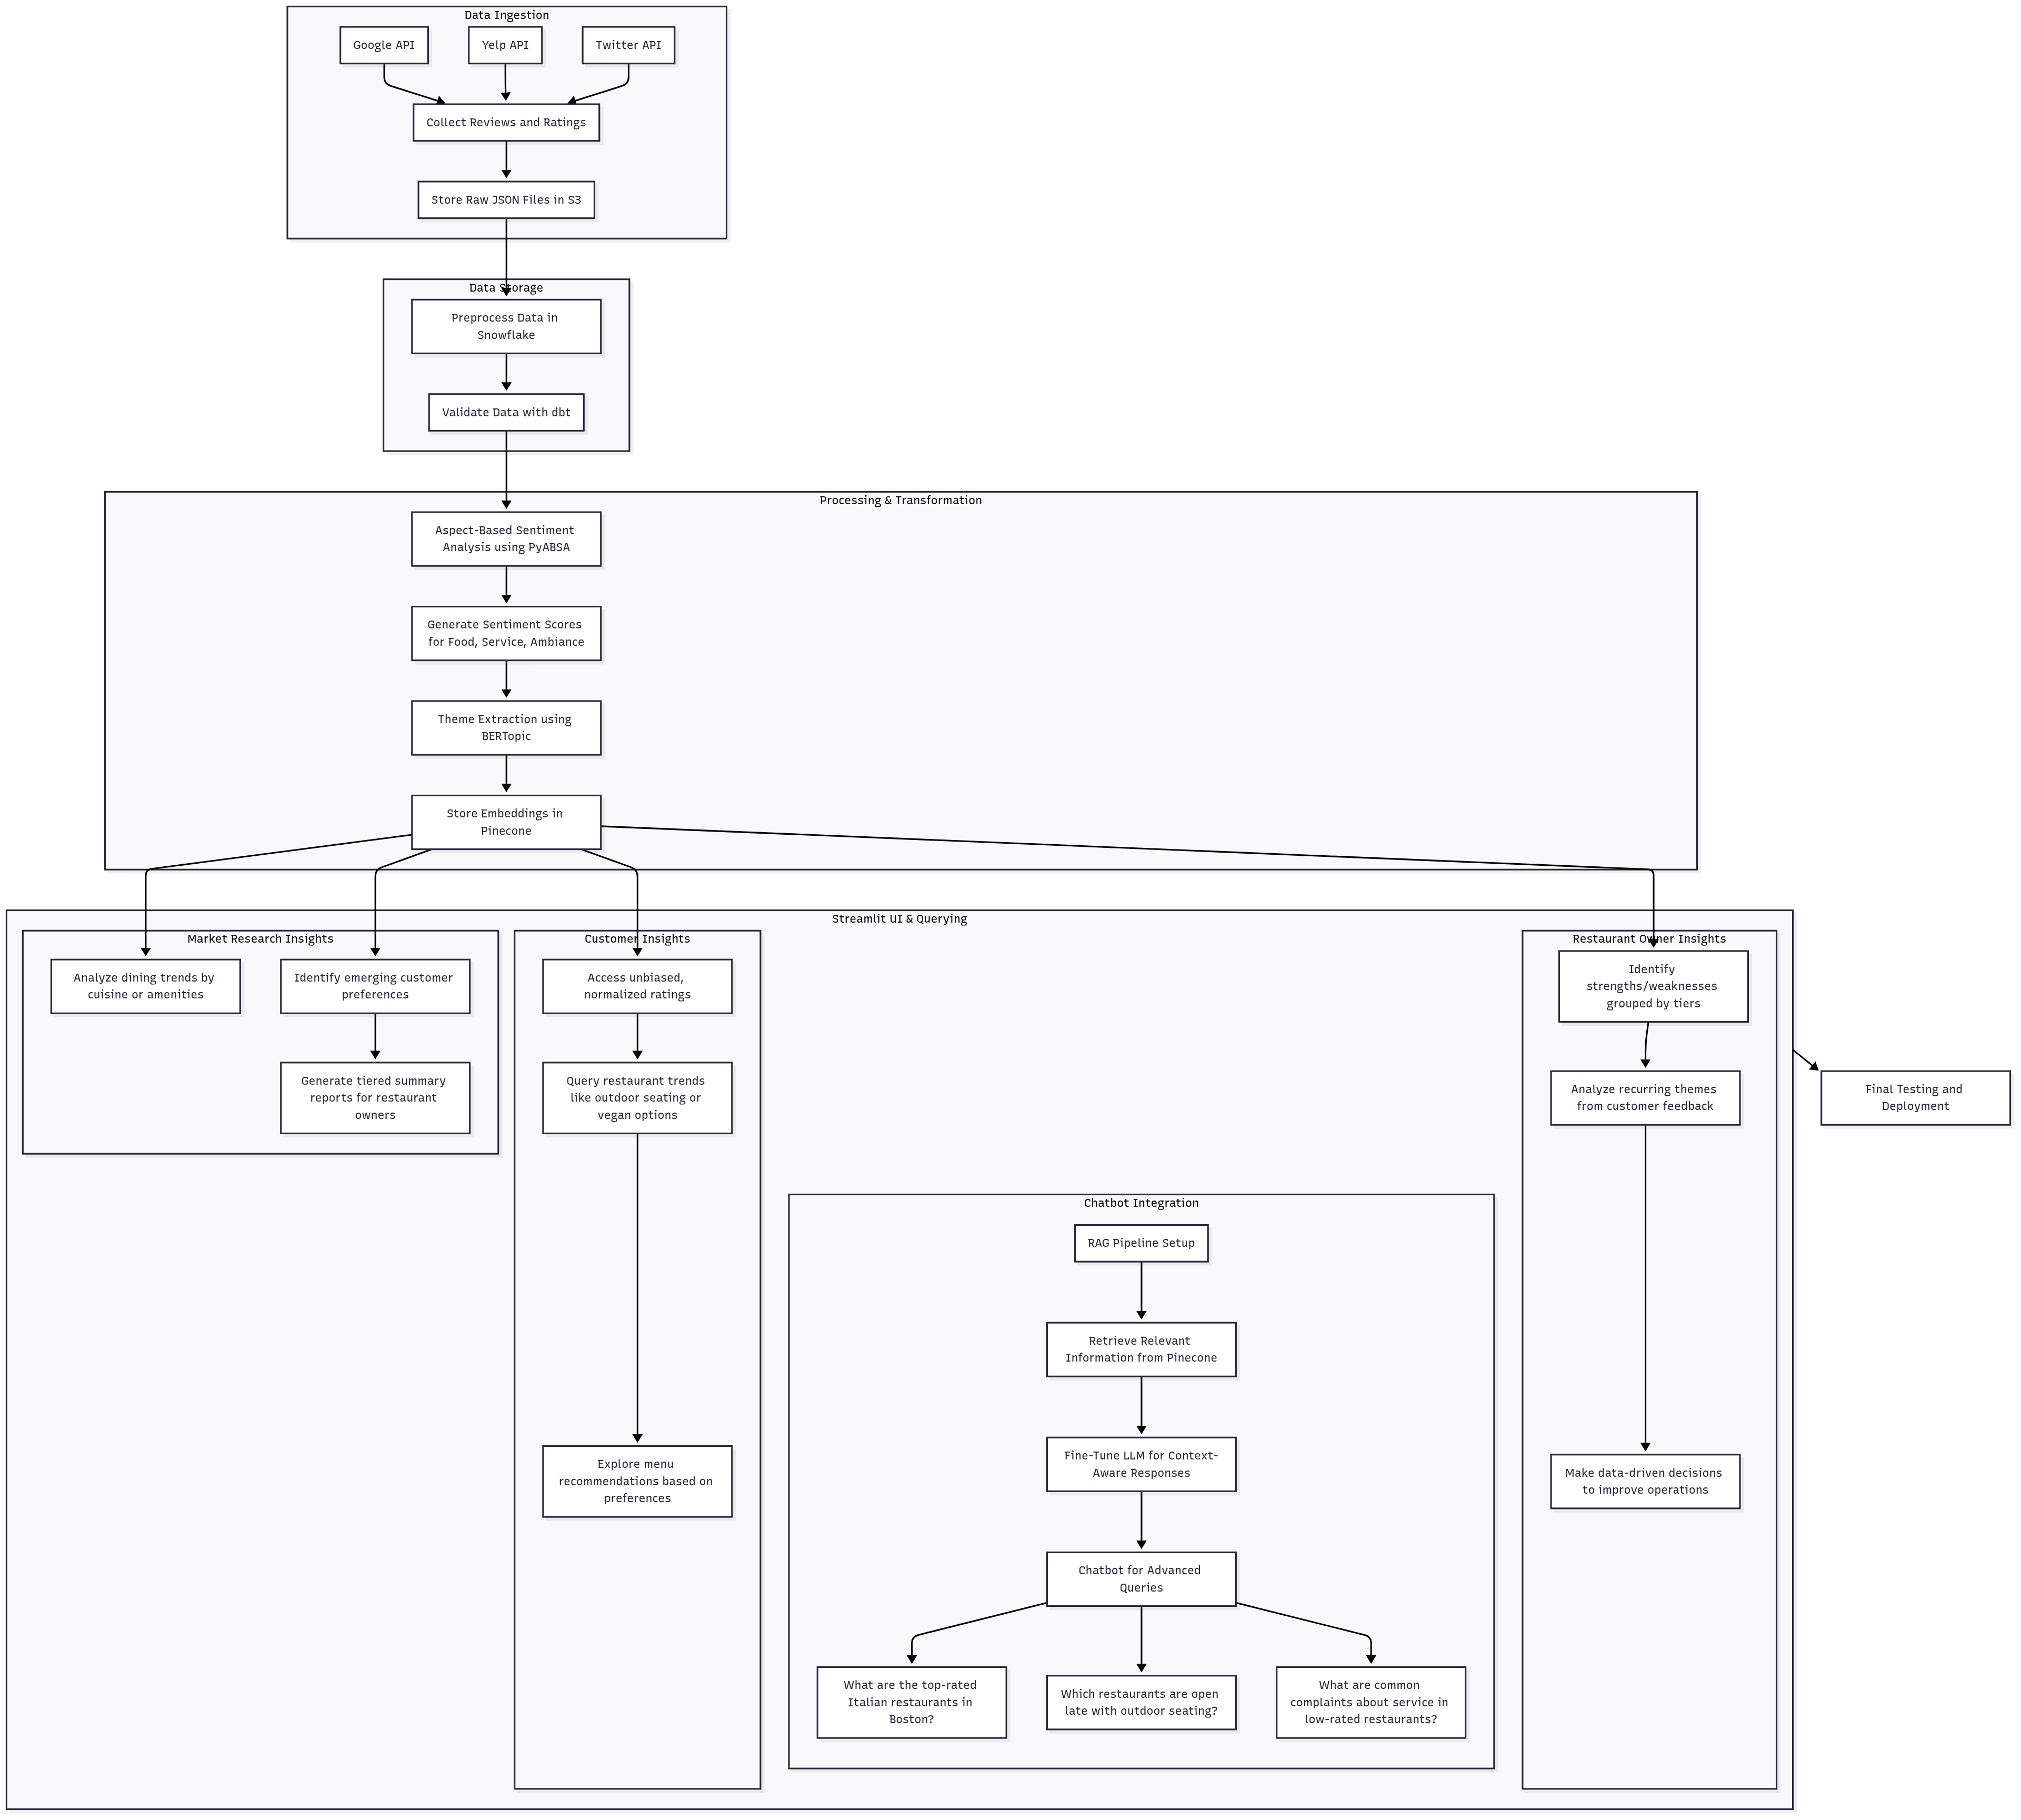 Data Ingestion
Google API
Yelp API
Twitter API
Collect Reviews and Ratings
Store Raw JSON Files in S3
Data Storage
Preprocess Data in
Snowflake
Validate Data with dbt
Processing & Transformation
Aspect-Based Sentiment
Analysis using PyABSA
Generate Sentiment Scores
for Food, Service, Ambiance
Theme Extraction using
BERTopic
Store Embeddings in
Pinecone
Streamlit UI & Querying
Market Research Insights
Analyze dining trends by
cuisine or amenities
Identify emerging customer
preferences
Generate tiered summary
reports for restaurant
owners
Customer Insights
Access unbiased,
normalized ratings
Query restaurant trends
like outdoor seating or
vegan options
Explore menu
recommendations based on
preferences
Chatbot Integration
RAG Pipeline Setup
Retrieve Relevant
Information from Pinecone
Fine-Tune LLM for Context-
Aware Responses
Chatbot for Advanced
Queries
What are the top-rated
Italian restaurants in
Boston?
Which restaurants are open
late with outdoor seating?
What are common
complaints about service in
low-rated restaurants?
Restaurant Owner Insights
Identify
strengths/weaknesses
grouped by tiers
Analyze recurring themes
from customer feedback
Make data-driven decisions
to improve operations
Final Testing and
Deployment